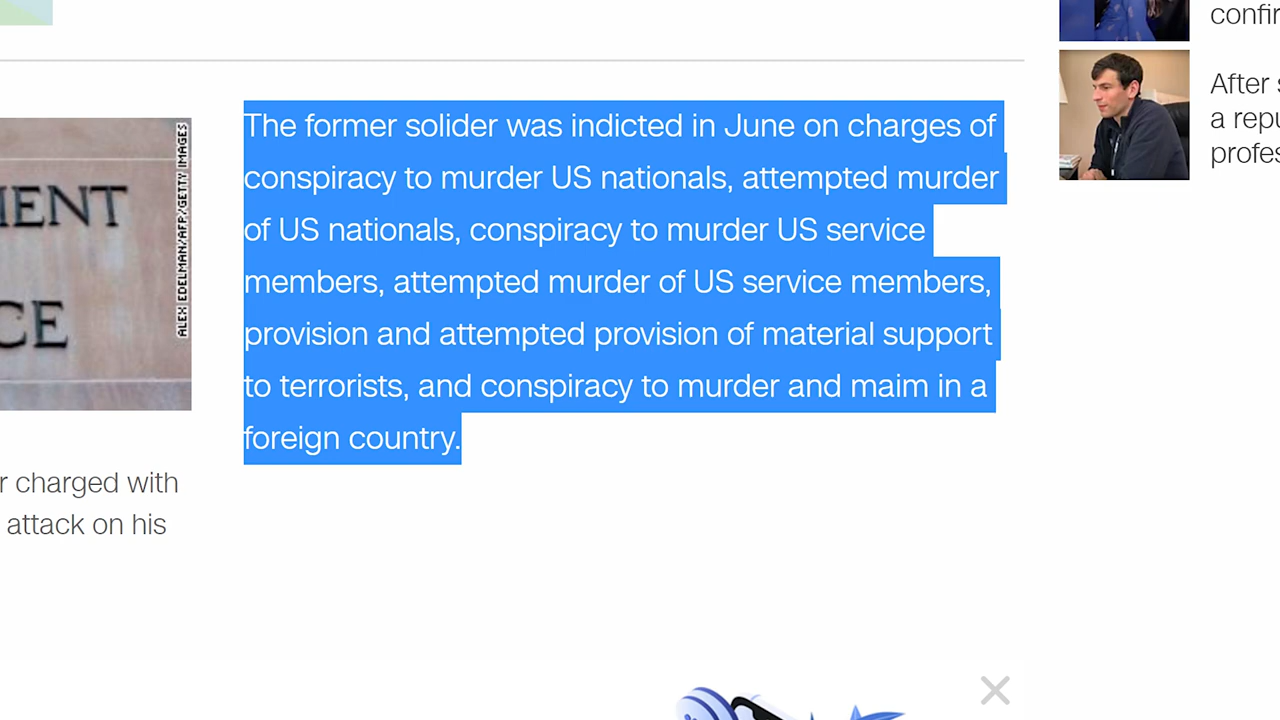 confir
After s
a repu
profes
The former solider was indicted in June on charges of
conspiracy to murder US nationals, attempted murder
of US nationals, conspiracy to murder US service
members, attempted murder of US service members,
provision and attempted provision of material support
to terrorists, and conspiracy to murder and maim in a
foreign country.
MENT
CE
ALEX EDELMAN/AFP/GETTY IMAGES
r charged with
attack on his